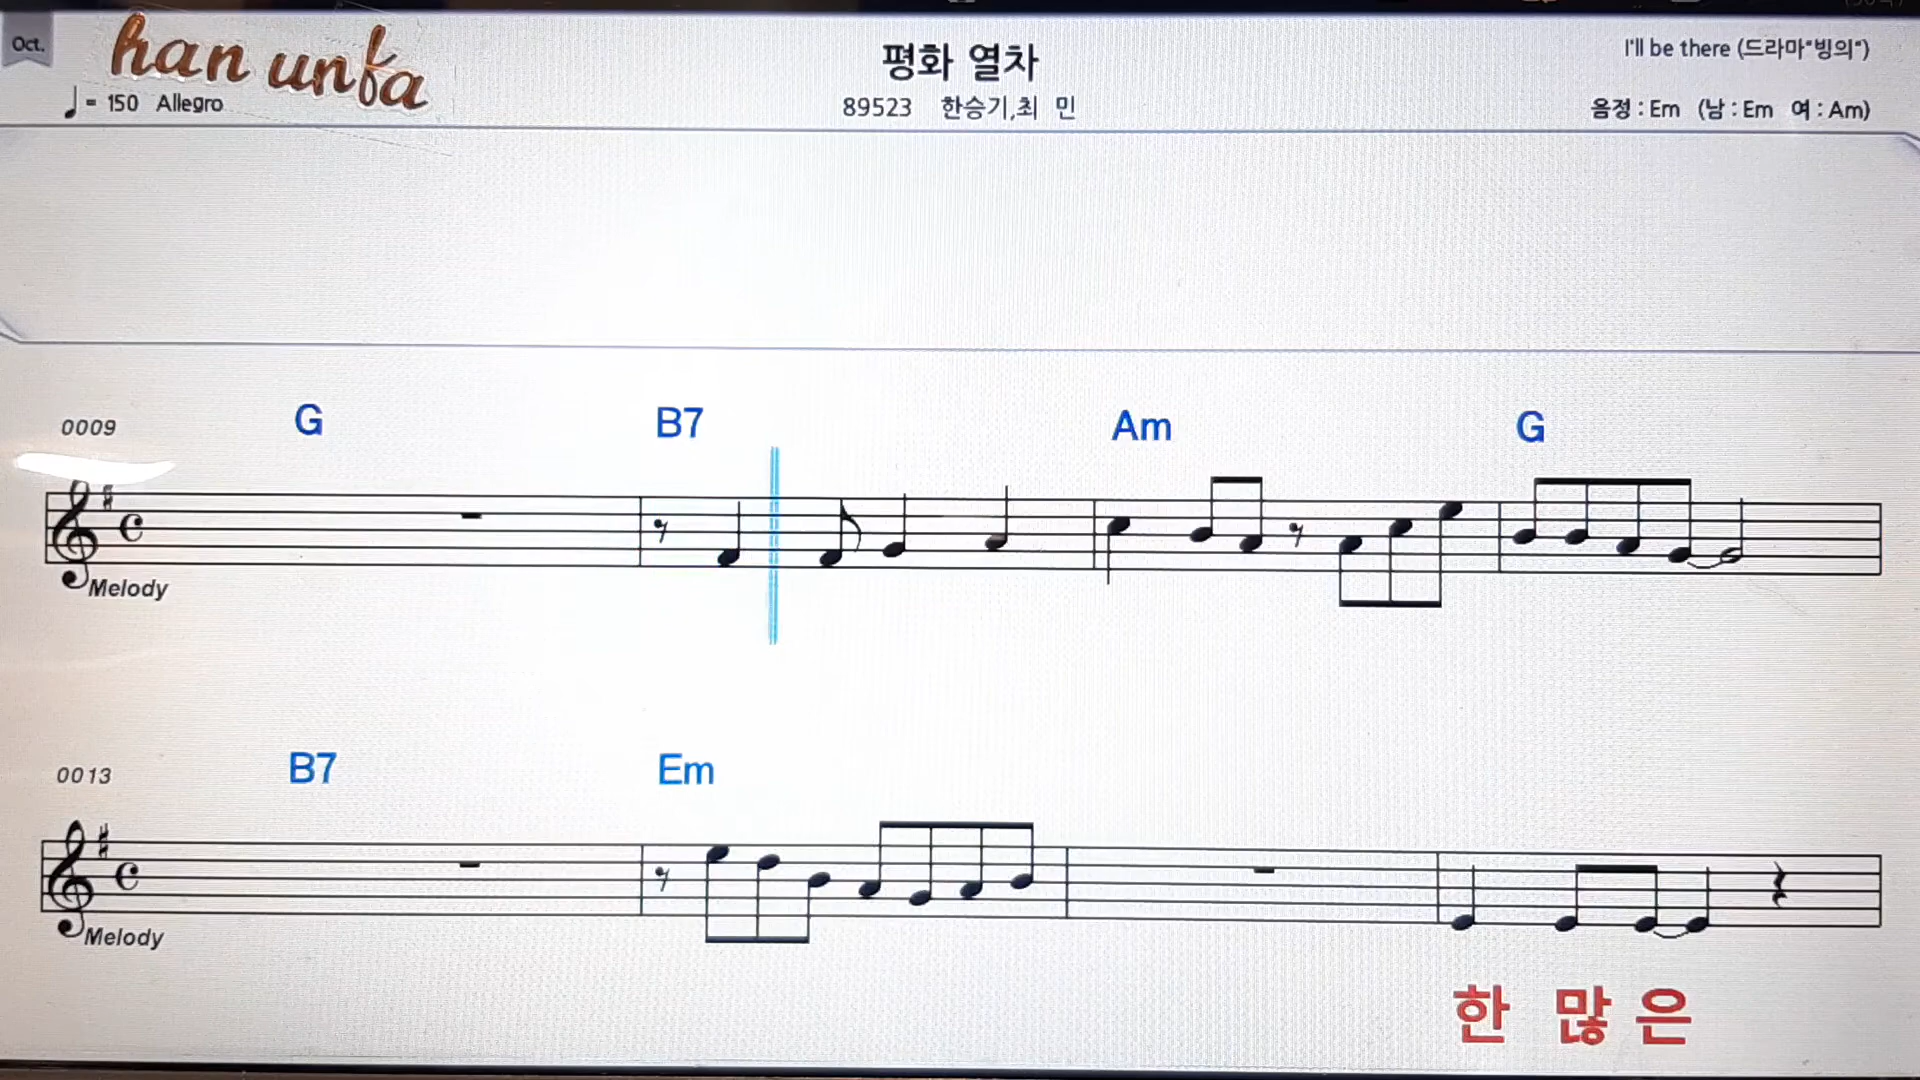 Oct.
han unfa
평화 열차
I'll be there (드라마"빙의")
= 150 Allegro
89523 한승기,최 민
음정 : Em (남 : Em 여 : Am)
0009 G B7 Am G
Melody
0013 B7 Em
Melody
한 많은